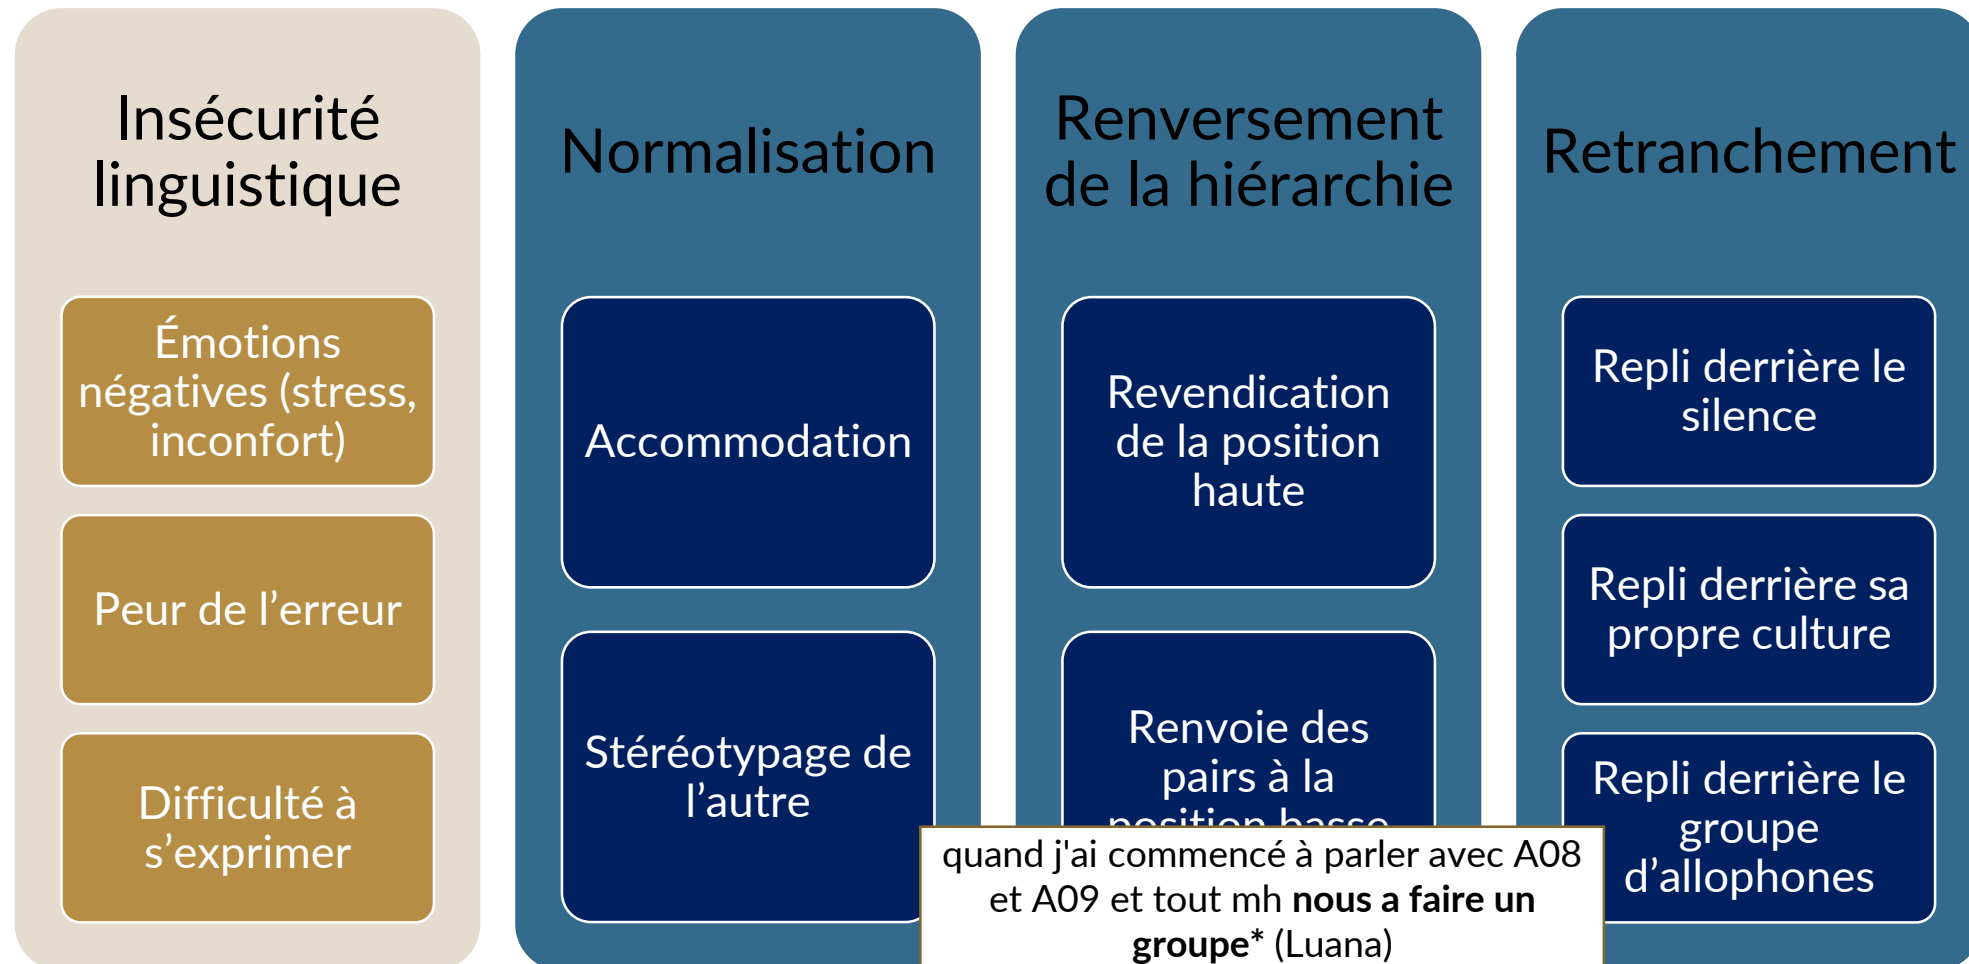 Insécurité
linguistique
Émotions
négatives (stress,
inconfort)
Peur de l’erreur
Difficulté à
s’exprimer
Normalisation
Accommodation
Stéréotypage de
l’autre
Renversement
de la hiérarchie
Revendication
de la position
haute
Renvoie des
pairs à la
position basse
Retranchement
Repli derrière le
silence
Repli derrière sa
propre culture
Repli derrière le
groupe
d’allophones
quand j'ai commencé à parler avec A08
et A09 et tout mh nous a faire un
groupe* (Luana)